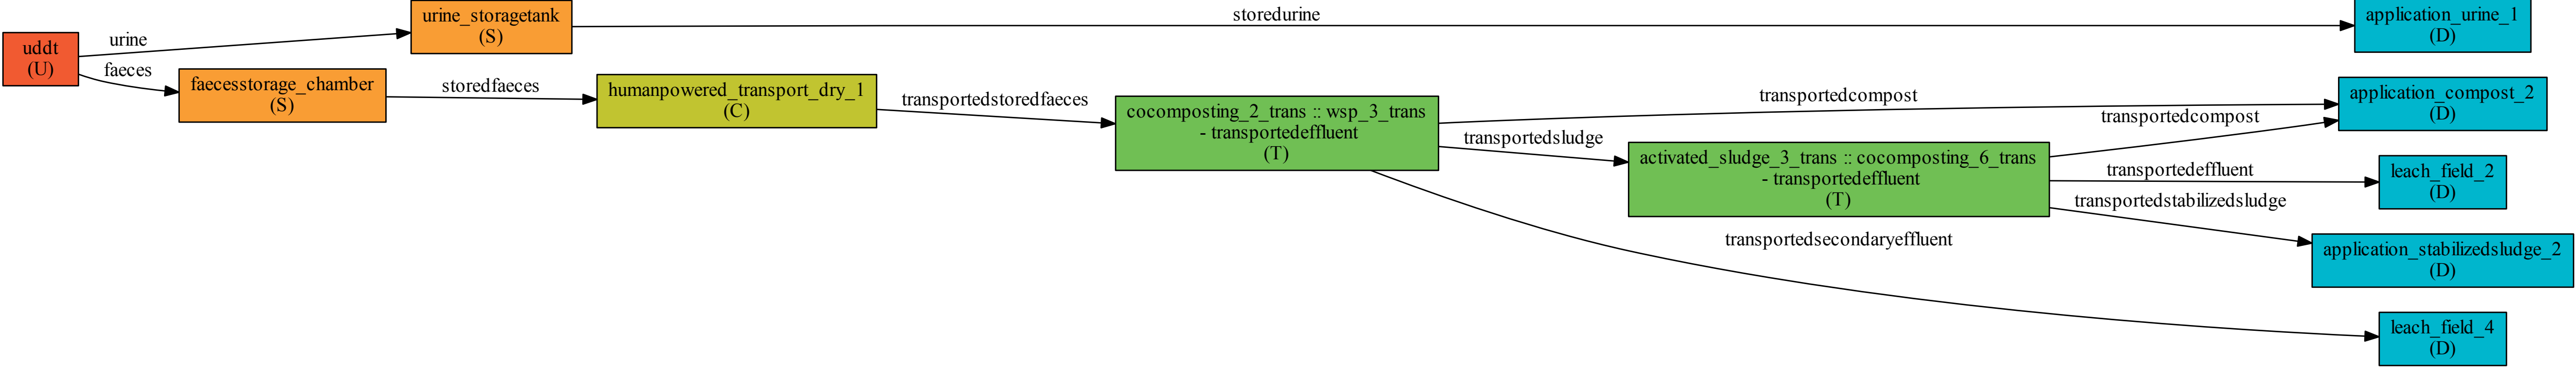 uddt
(U)
urine
faeces
urine_storagetank
(S)
faecesstorage_chamber
(S)
storedurine
storedfaeces
humanpowered_transport_dry_1
(C)
transportedstoredfaeces
cocomposting_2_trans :: wsp_3_trans
- transportedeffluent
(T)
transportedcompost
transportedsludge
transportedsecondaryeffluent
activated_sludge_3_trans :: cocomposting_6_trans
- transportedeffluent
(T)
transportedcompost
transportedeffluent
transportedstabilizedsludge
application_urine_1
(D)
application_compost_2
(D)
leach_field_2
(D)
application_stabilizedsludge_2
(D)
leach_field_4
(D)